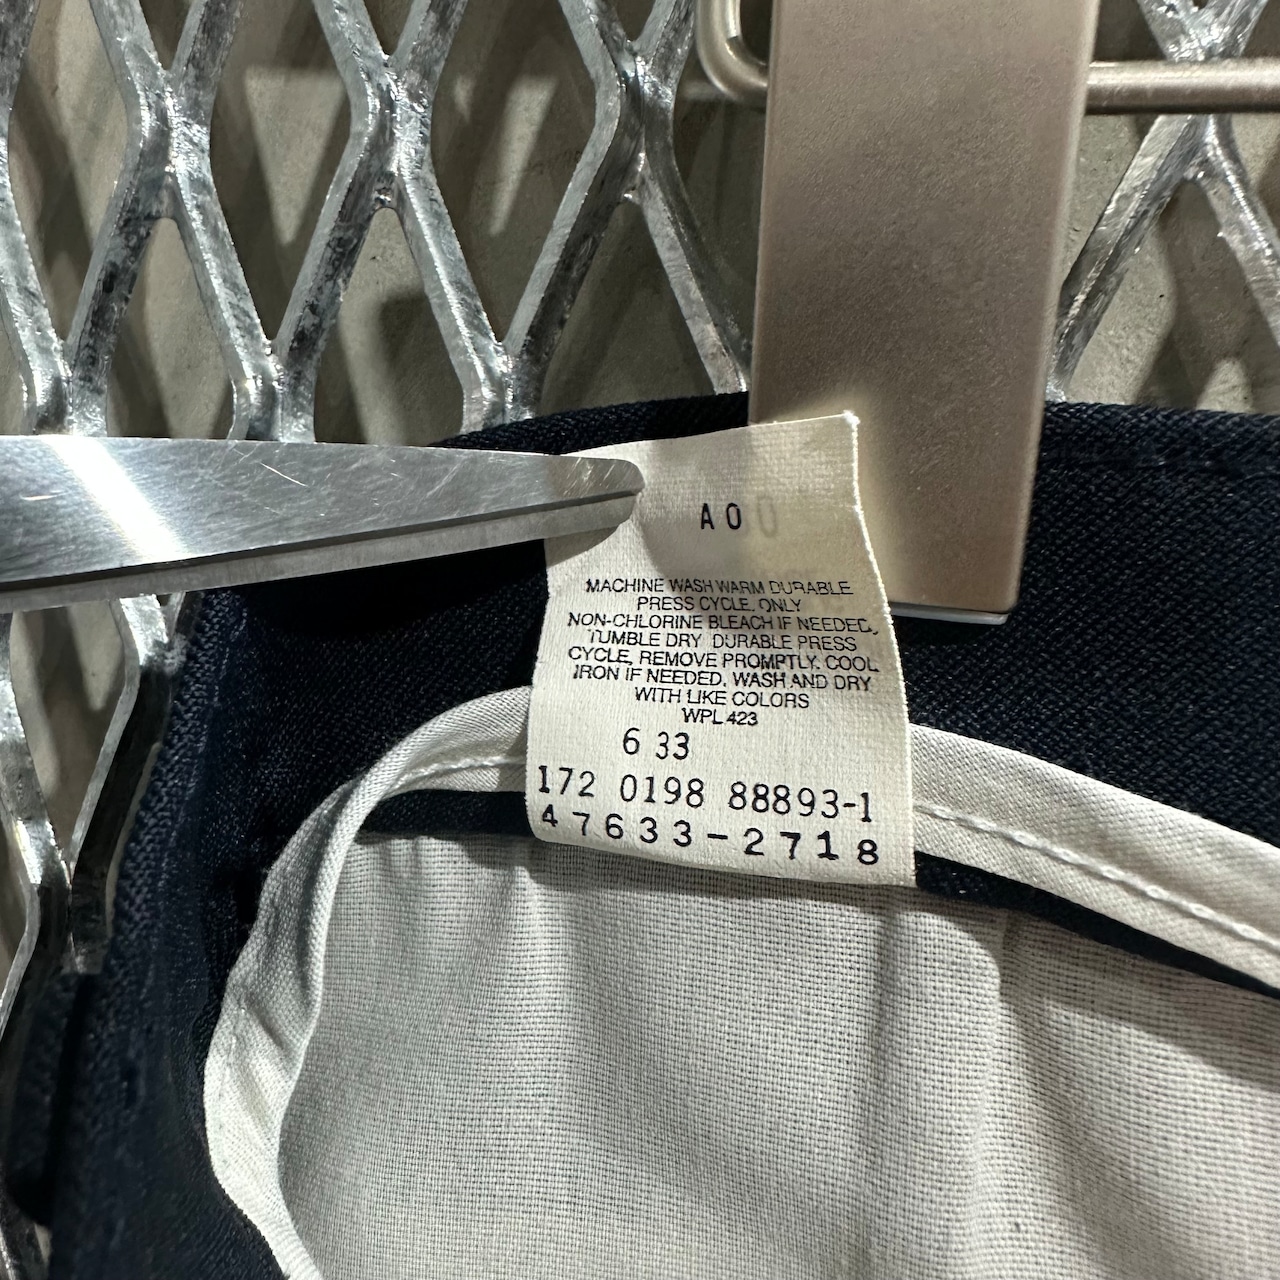 A 0
MACHINE WASH WARM DURABLE
PRESS CYCLE, ONLY
NON-CHLORINE BLEACH IF NEEDED,
TUMBLE DRY DURABLE PRESS
CYCLE, REMOVE PROMPTLY. COOL
IRON IF NEEDED. WASH AND DRY
WITH LIKE COLORS
WPL 423
6 33
172 0198 88893-1
47633-2718